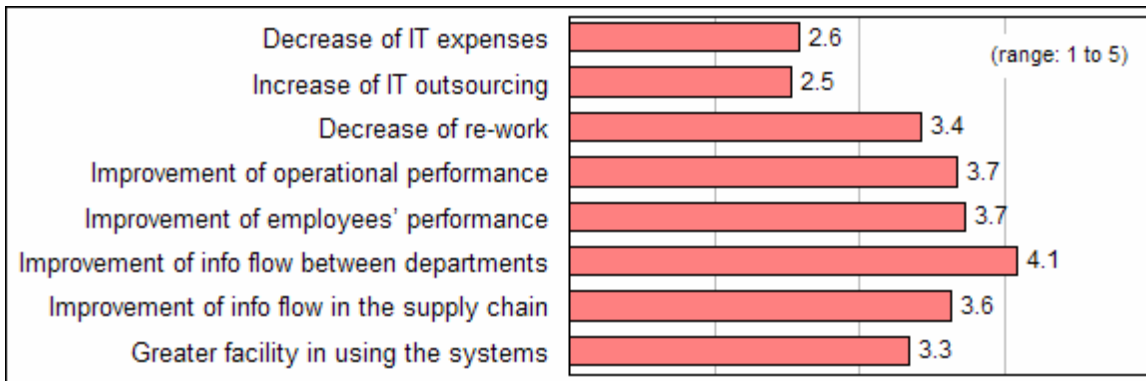 Decrease of IT expenses 2.6
(range: 1 to 5)
Increase of IT outsourcing 2.5
Decrease of re-work 3.4
Improvement of operational performance 3.7
Improvement of employees’ performance 3.7
Improvement of info flow between departments 4.1
Improvement of info flow in the supply chain 3.6
Greater facility in using the systems 3.3